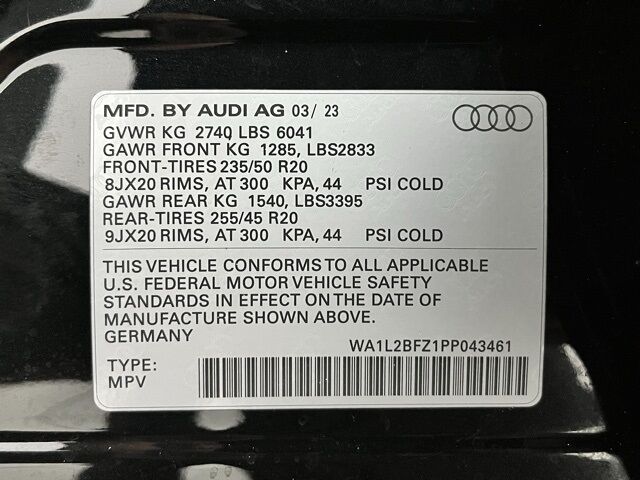 MFD. BY AUDI AG 03/ 23
GVWR KG 2740 LBS 6041
GAWR FRONT KG 1285, LBS2833
FRONT-TIRES 235/50 R20
8JX20 RIMS, AT 300 KPA, 44 PSI COLD
GAWR REAR KG 1540, LBS3395
REAR-TIRES 255/45 R20
9JX20 RIMS, AT 300 KPA, 44 PSI COLD
THIS VEHICLE CONFORMS TO ALL APPLICABLE
U.S. FEDERAL MOTOR VEHICLE SAFETY
STANDARDS IN EFFECT ON THE DATE OF
MANUFACTURE SHOWN ABOVE.
GERMANY
WA1L2BFZ1PP043461
TYPE:
MPV